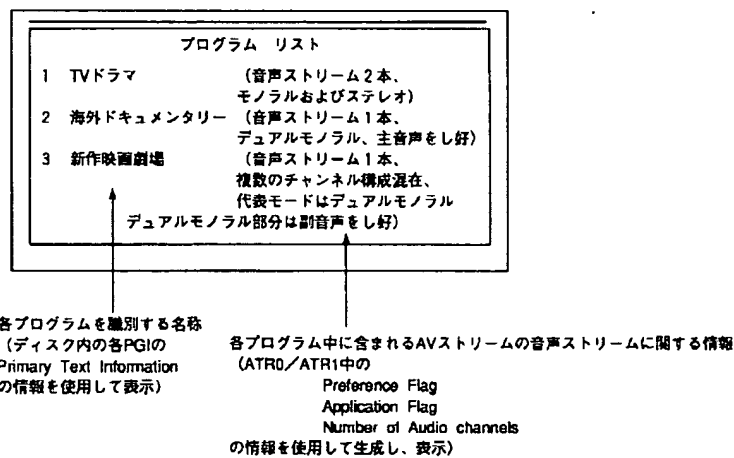 プログラム リスト
1 TVドラマ (音声ストリーム2本、
モノラルおよびステレオ)
2 海外ドキュメンタリー (音声ストリーム1本、
デュアルモノラル、主音声をし好)
3 新作映画劇場 (音声ストリーム1本、
複数のチャンネル構成混在、
代表モードはデュアルモノラル
デュアルモノラル部分は副音声をし好)
各プログラムを識別する名称
(ディスク内の各PGIの
Primary Text Information
の情報を使用して表示)
各プログラム中に含まれるAVストリームの音声ストリームに関する情報
(ATR0/ATR1中の
Preference Flag
Application Flag
Number of Audio channels
の情報を使用して生成し、表示)